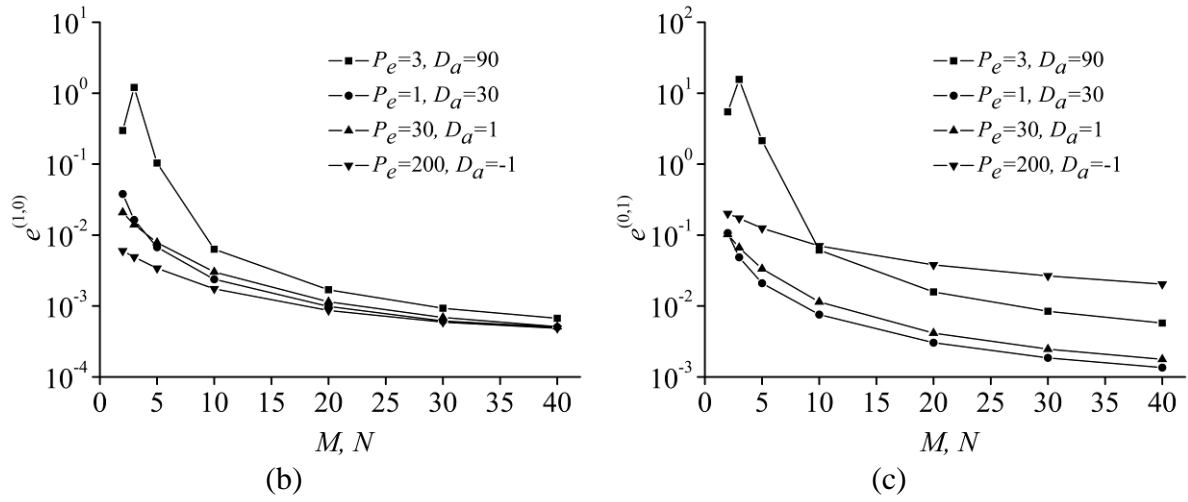 10^1
10^0
10^-1
10^-2
10^-3
10^-4
e^(1,0)
P_e=3, D_a=90
P_e=1, D_a=30
P_e=30, D_a=1
P_e=200, D_a=-1
0 5 10 15 20 25 30 35 40
M, N
(b)
10^2
10^1
10^0
10^-1
10^-2
10^-3
e^(0,1)
P_e=3, D_a=90
P_e=1, D_a=30
P_e=30, D_a=1
P_e=200, D_a=-1
0 5 10 15 20 25 30 35 40
M, N
(c)